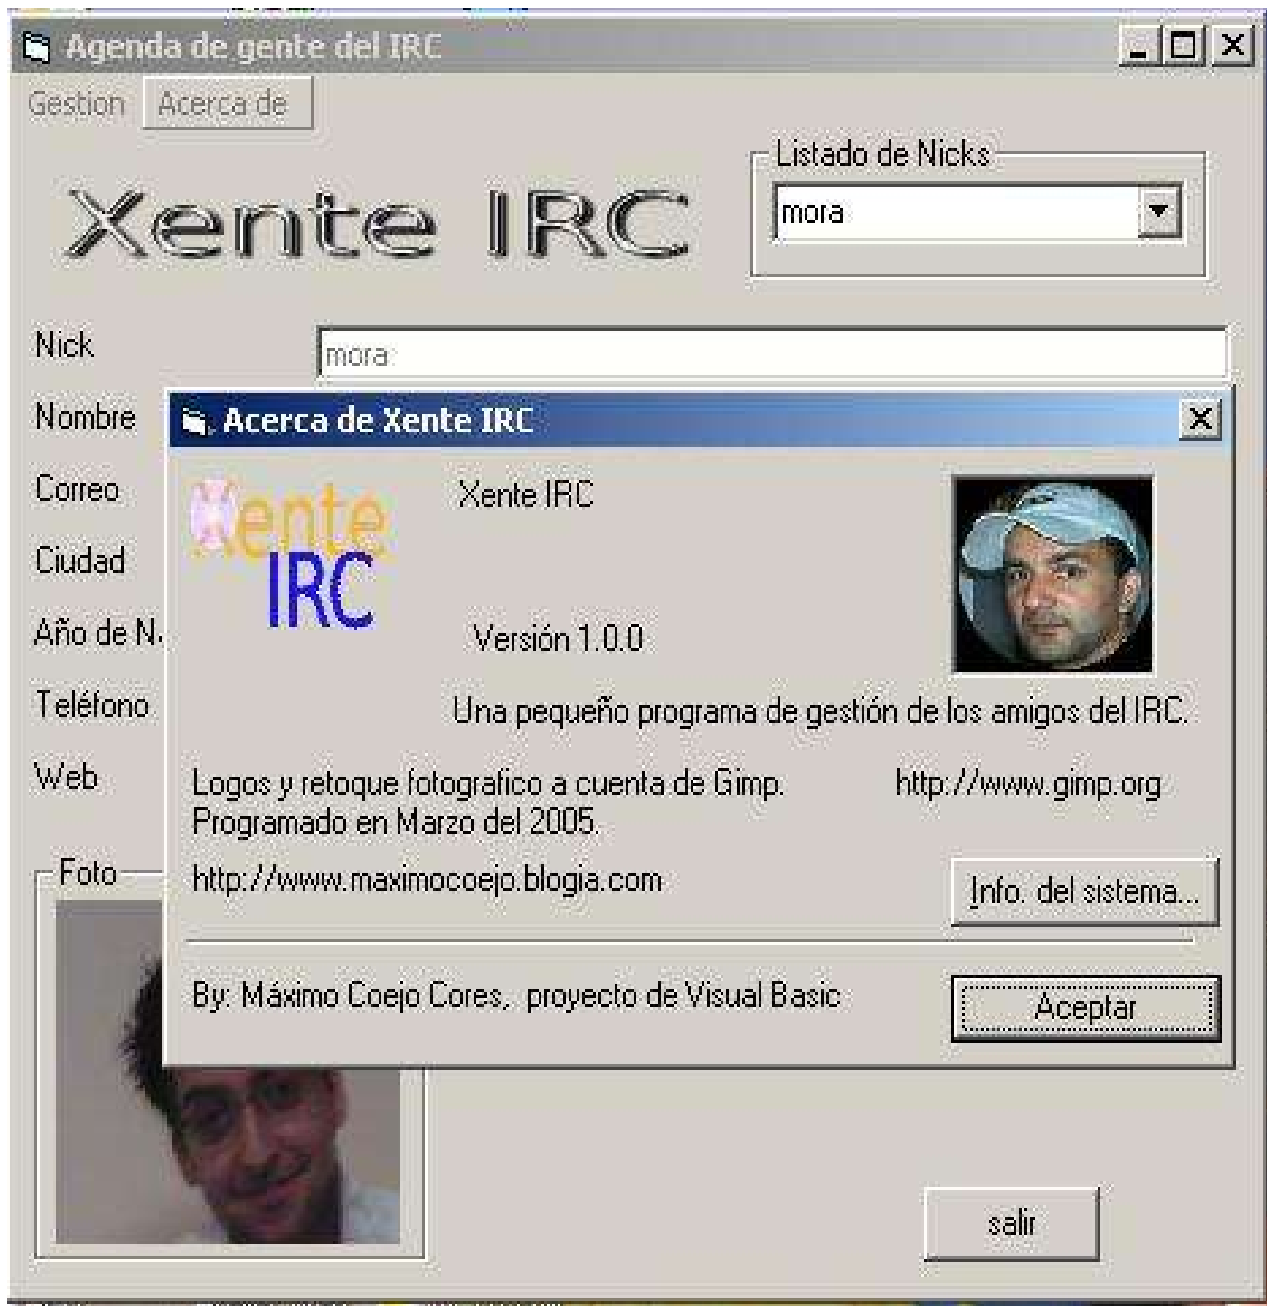 Agenda de gente del IRC
Gestion Acerca de
Xente IRC
Listado de Nicks
mora
Nick
mora
Nombre
Acerca de Xente IRC
Correo
Xente IRC
Xente
IRC
Ciudad
Año de N
Versión 1.0.0
Teléfono
Una pequeño programa de gestión de los amigos del IRC.
Web
Logos y retoque fotografico a cuenta de Gimp.
http://www.gimp.org
Programado en Marzo del 2005.
Foto
http://www.maximocoejo.blogia.com
Info. del sistema...
By: Máximo Coejo Cores, proyecto de Visual Basic
Aceptar
salir